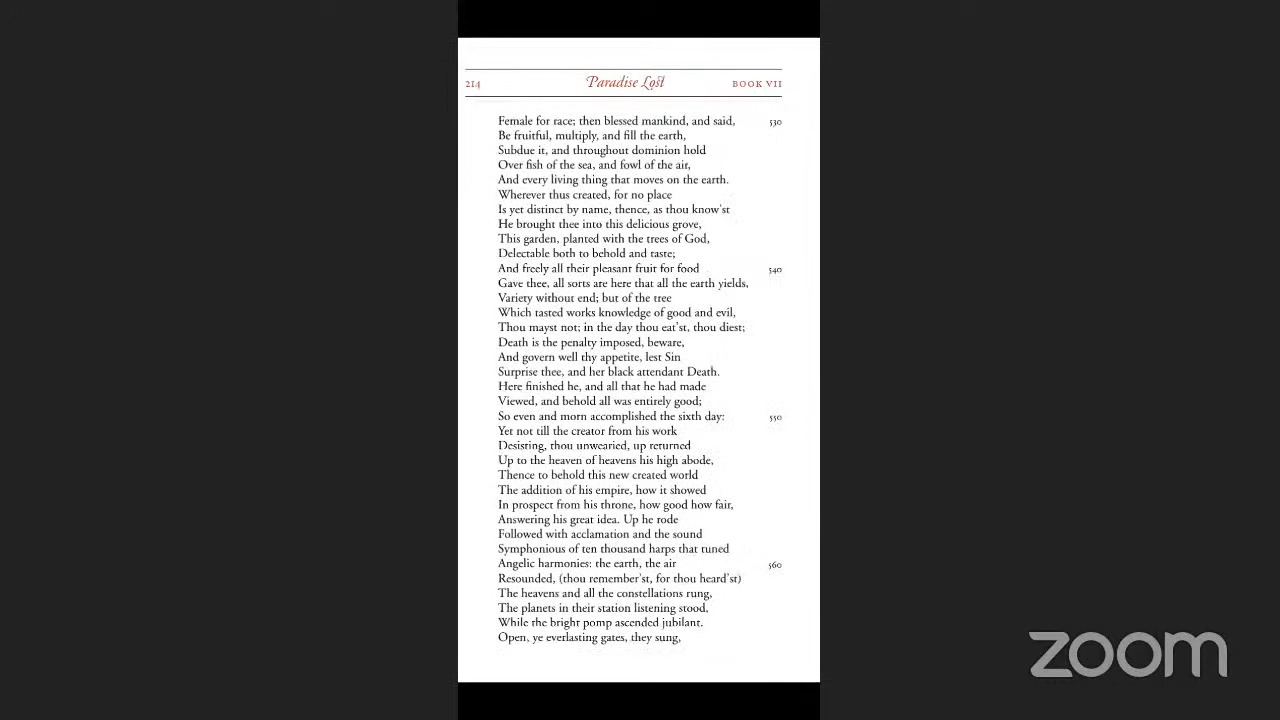 214 Paradise Lost BOOK VII
Female for race; then blessed mankind, and said, 530
Be fruitful, multiply, and fill the earth,
Subdue it, and throughout dominion hold
Over fish of the sea, and fowl of the air,
And every living thing that moves on the earth.
Wherever thus created, for no place
Is yet distinct by name, thence, as thou know'st
He brought thee into this delicious grove,
This garden, planted with the trees of God,
Delectable both to behold and taste;
And freely all their pleasant fruit for food 540
Gave thee, all sorts are here that all the earth yields,
Variety without end; but of the tree
Which tasted works knowledge of good and evil,
Thou mayst not; in the day thou eat'st, thou diest;
Death is the penalty imposed, beware,
And govern well thy appetite, lest Sin
Surprise thee, and her black attendant Death.
Here finished he, and all that he had made
Viewed, and behold all was entirely good;
So even and morn accomplished the sixth day: 550
Yet not till the creator from his work
Desisting, thou unwearied, up returned
Up to the heaven of heavens his high abode,
Thence to behold this new created world
The addition of his empire, how it showed
In prospect from his throne, how good how fair,
Answering his great idea. Up he rode
Followed with acclamation and the sound
Symphonious of ten thousand harps that tuned
Angelic harmonies: the earth, the air 560
Resounded, (thou remember'st, for thou heard'st)
The heavens and all the constellations rung,
The planets in their station listening stood,
While the bright pomp ascended jubilant.
Open, ye everlasting gates, they sung,
zoom